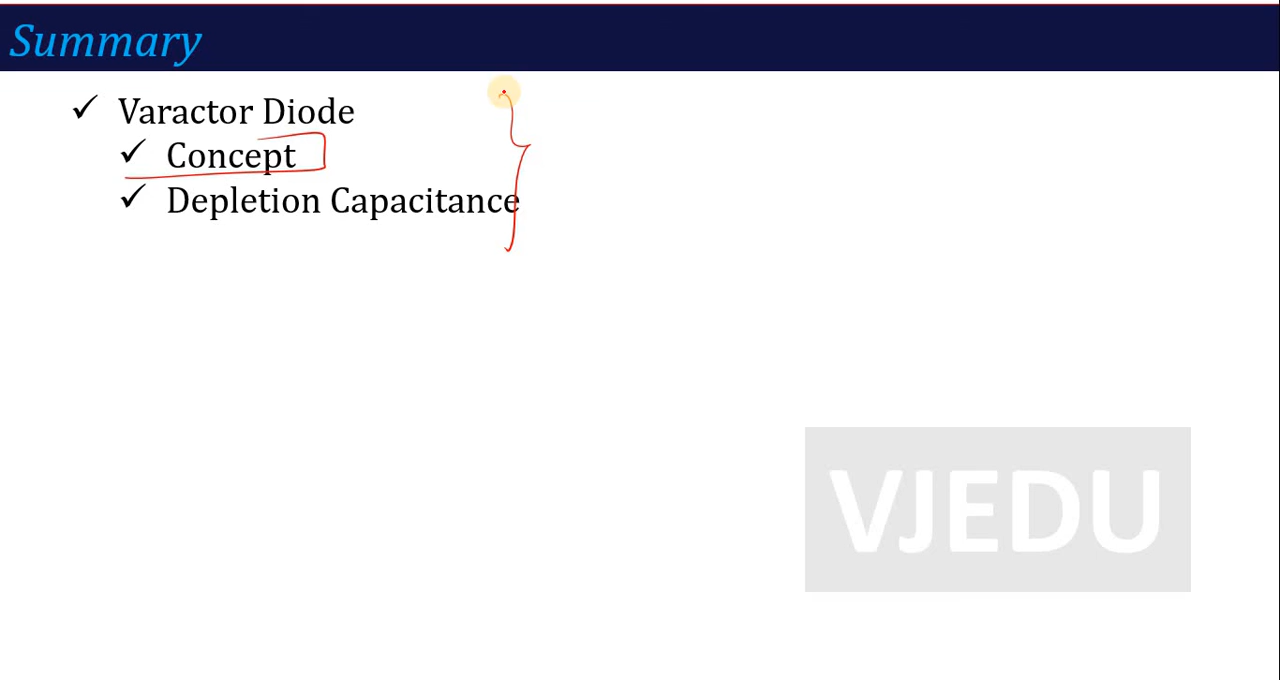 Summary
✓ Varactor Diode
✓ Concept
✓ Depletion Capacitance
VJEDU